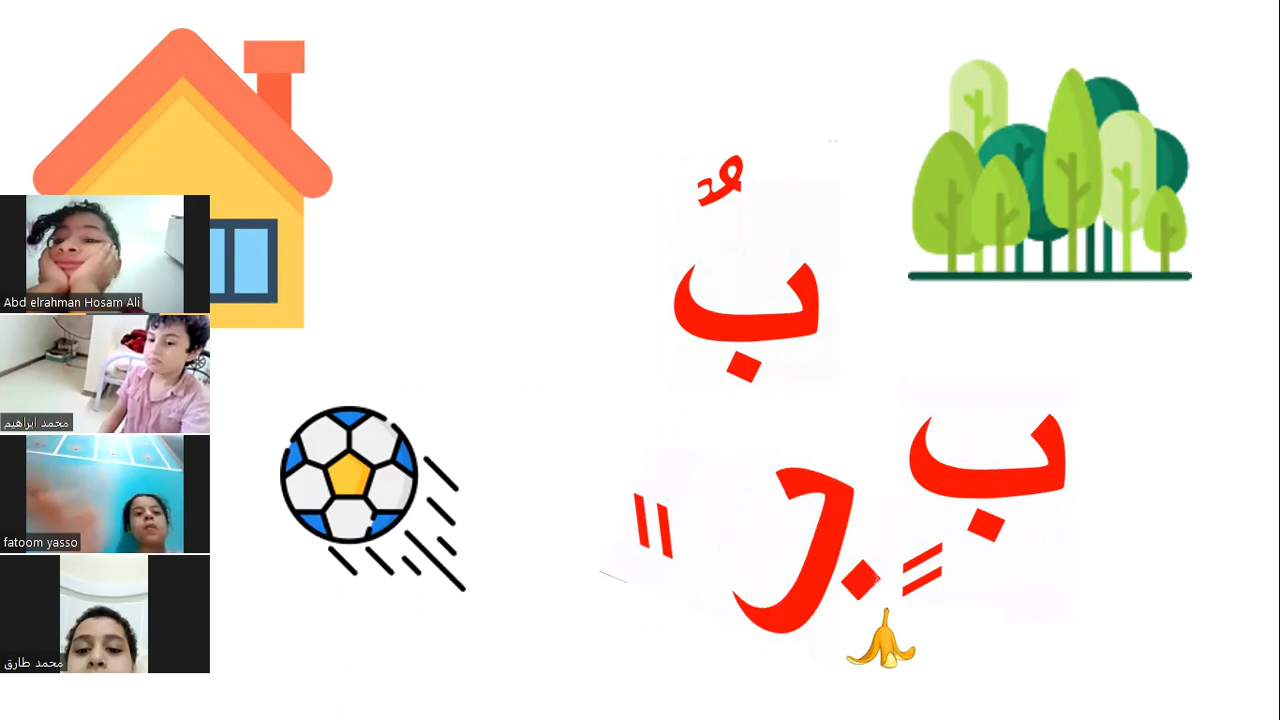 بٌ
بٍ
بً
Abd elrahman Hosam Ali
محمد ابراهيم
fatoom yasso
محمد طارق